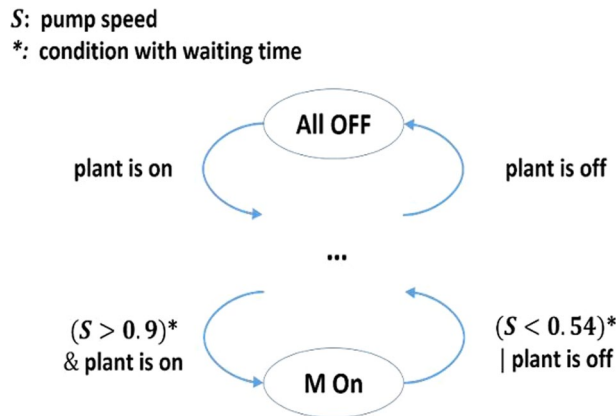 S: pump speed
*: condition with waiting time
All OFF
plant is on
plant is off
...
(S > 0.9)*
& plant is on
(S < 0.54)*
| plant is off
M On